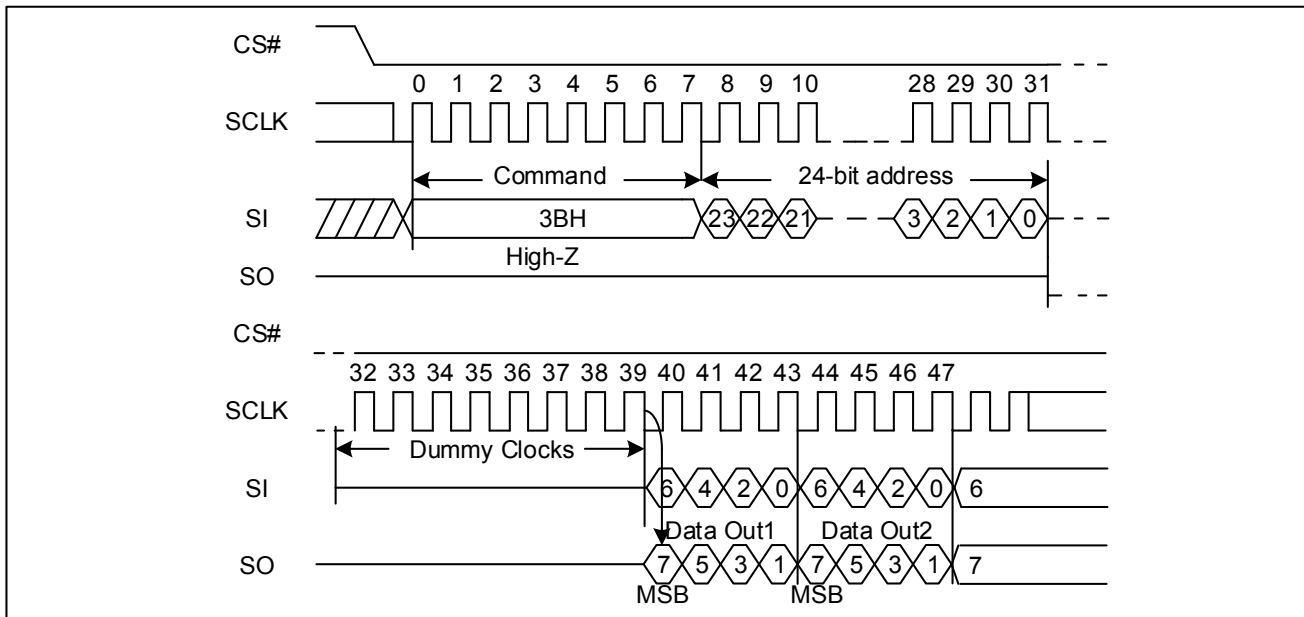 CS#
0 1 2 3 4 5 6 7 8 9 10 28 29 30 31
SCLK
Command 24-bit address
SI 3BH 23 22 21 3 2 1 0
High-Z
SO
CS#
32 33 34 35 36 37 38 39 40 41 42 43 44 45 46 47
SCLK
Dummy Clocks
SI 6 4 2 0 6 4 2 0 6
Data Out1 Data Out2
SO 7 5 3 1 7 5 3 1 7
MSB MSB